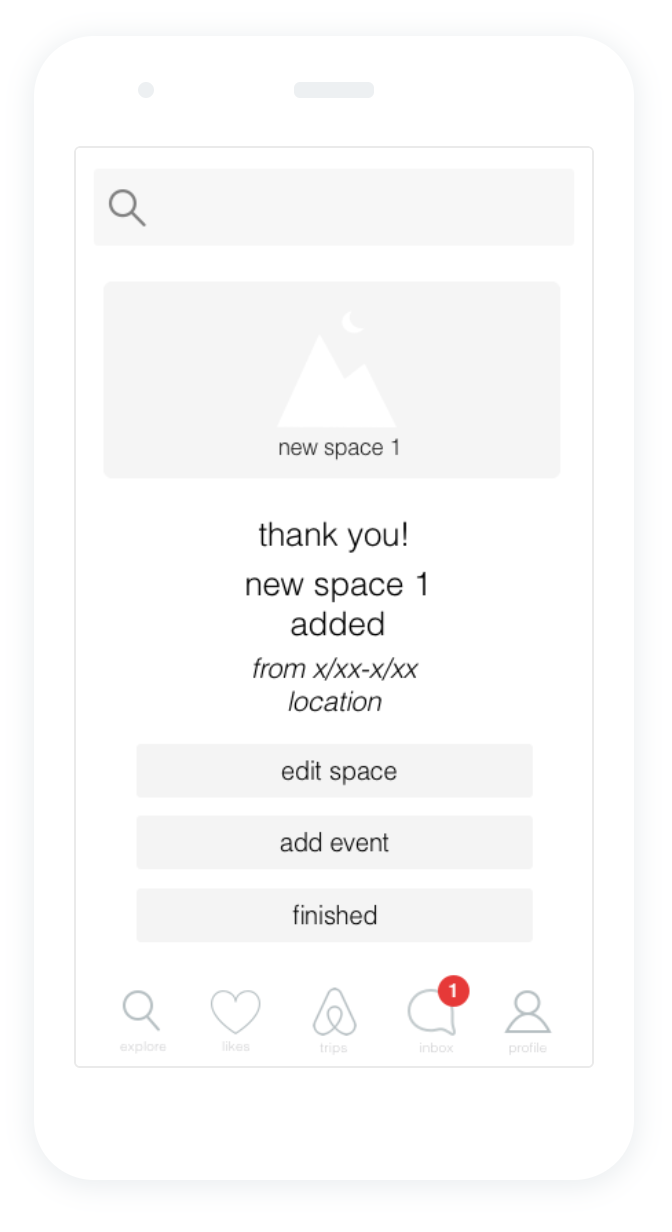 new space 1
thank you!
new space 1
added
from x/xx-x/xx
location
edit space
add event
finished
1
explore
likes
trips
inbox
profile